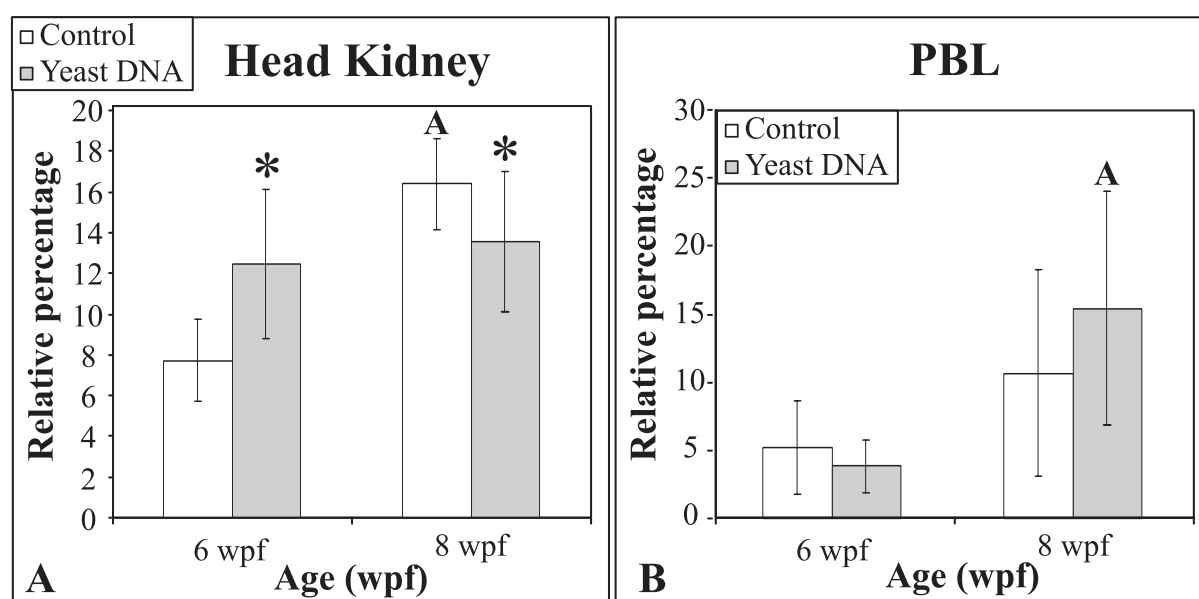 Control
Yeast DNA
Head Kidney
Relative percentage
20
18
16
14
12
10
8
6
4
2
0
*
A
*
6 wpf
8 wpf
Age (wpf)
A
PBL
Control
Yeast DNA
Relative percentage
30
25
20
15
10
5
0
A
6 wpf
8 wpf
Age (wpf)
B